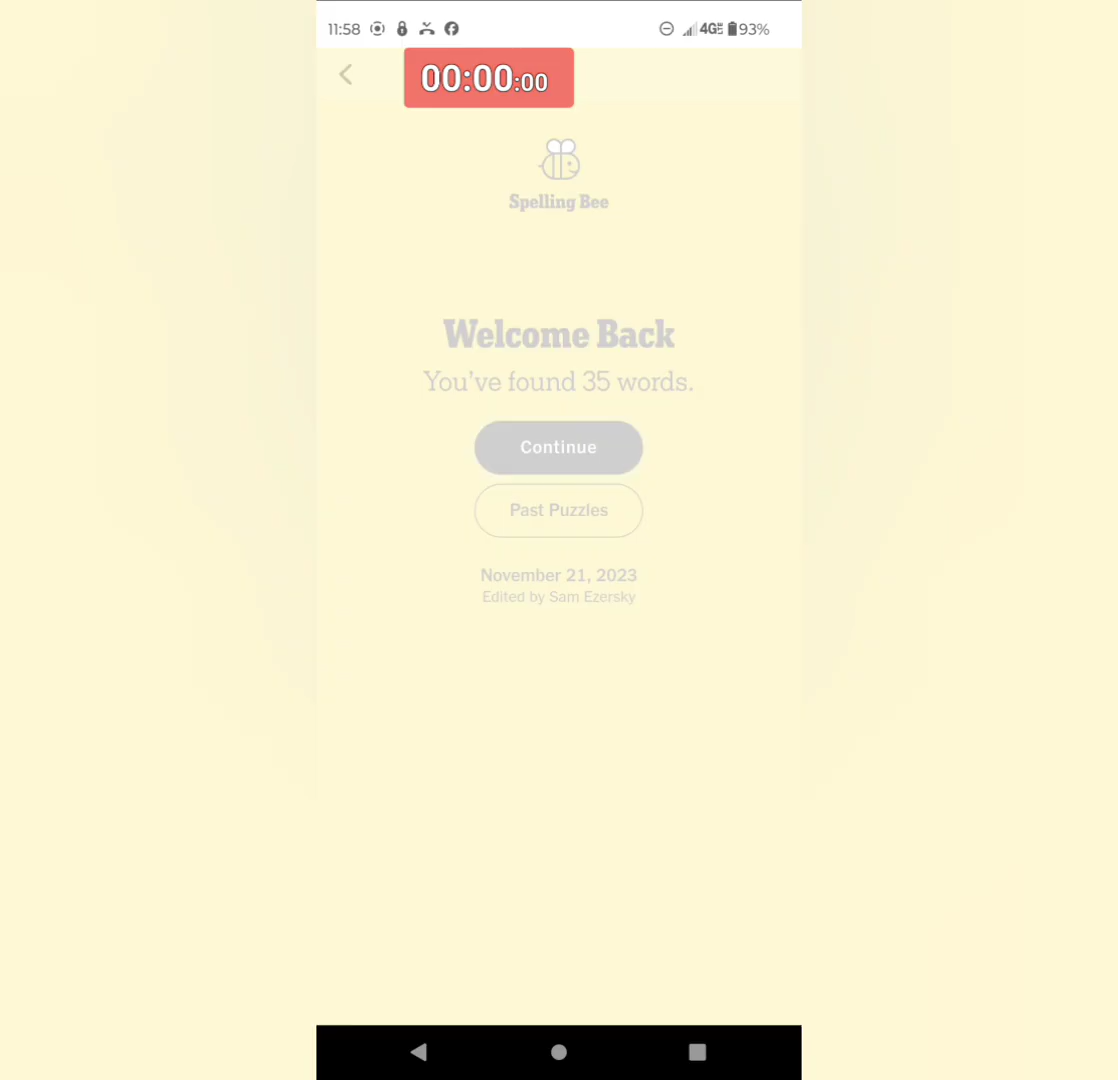 11:58 4G 93%
00:00:00
Spelling Bee
Welcome Back
You've found 35 words.
Continue
Past Puzzles
November 21, 2023
Edited by Sam Ezersky